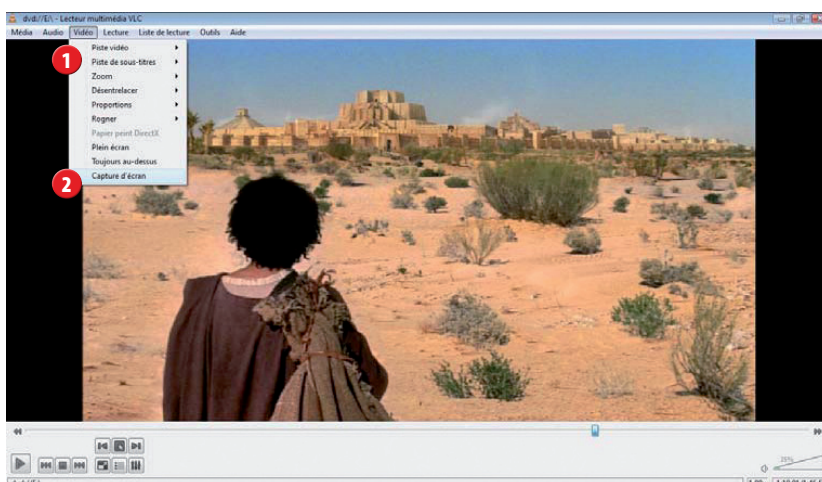 dvd://E:\ - Lecteur multimédia VLC
Média Audio Vidéo Lecture Liste de lecture Outils Aide
1
Piste vidéo
Piste de sous-titres
Zoom
Désentrelacer
Proportions
Rogner
Papier peint DirectX
Plein écran
Toujours au-dessus
2
Capture d'écran